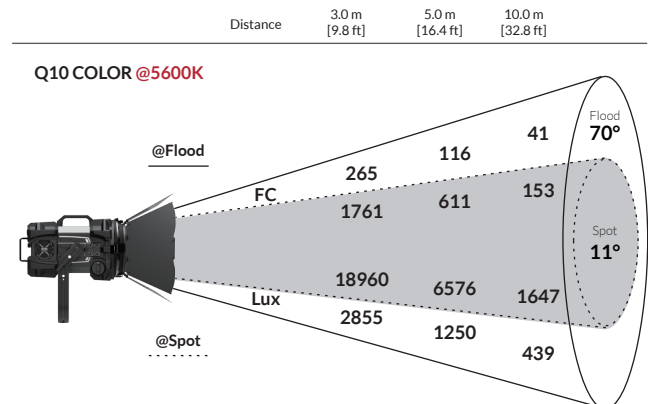 Distance 3.0 m 5.0 m 10.0 m
[9.8 ft] [16.4 ft] [32.8 ft]
Q10 COLOR @5600K
Flood
70°
@Flood
41
116
265
FC
1761 611 153
Spot
11°
18960 6576 1647
Lux
2855 1250 439
@Spot